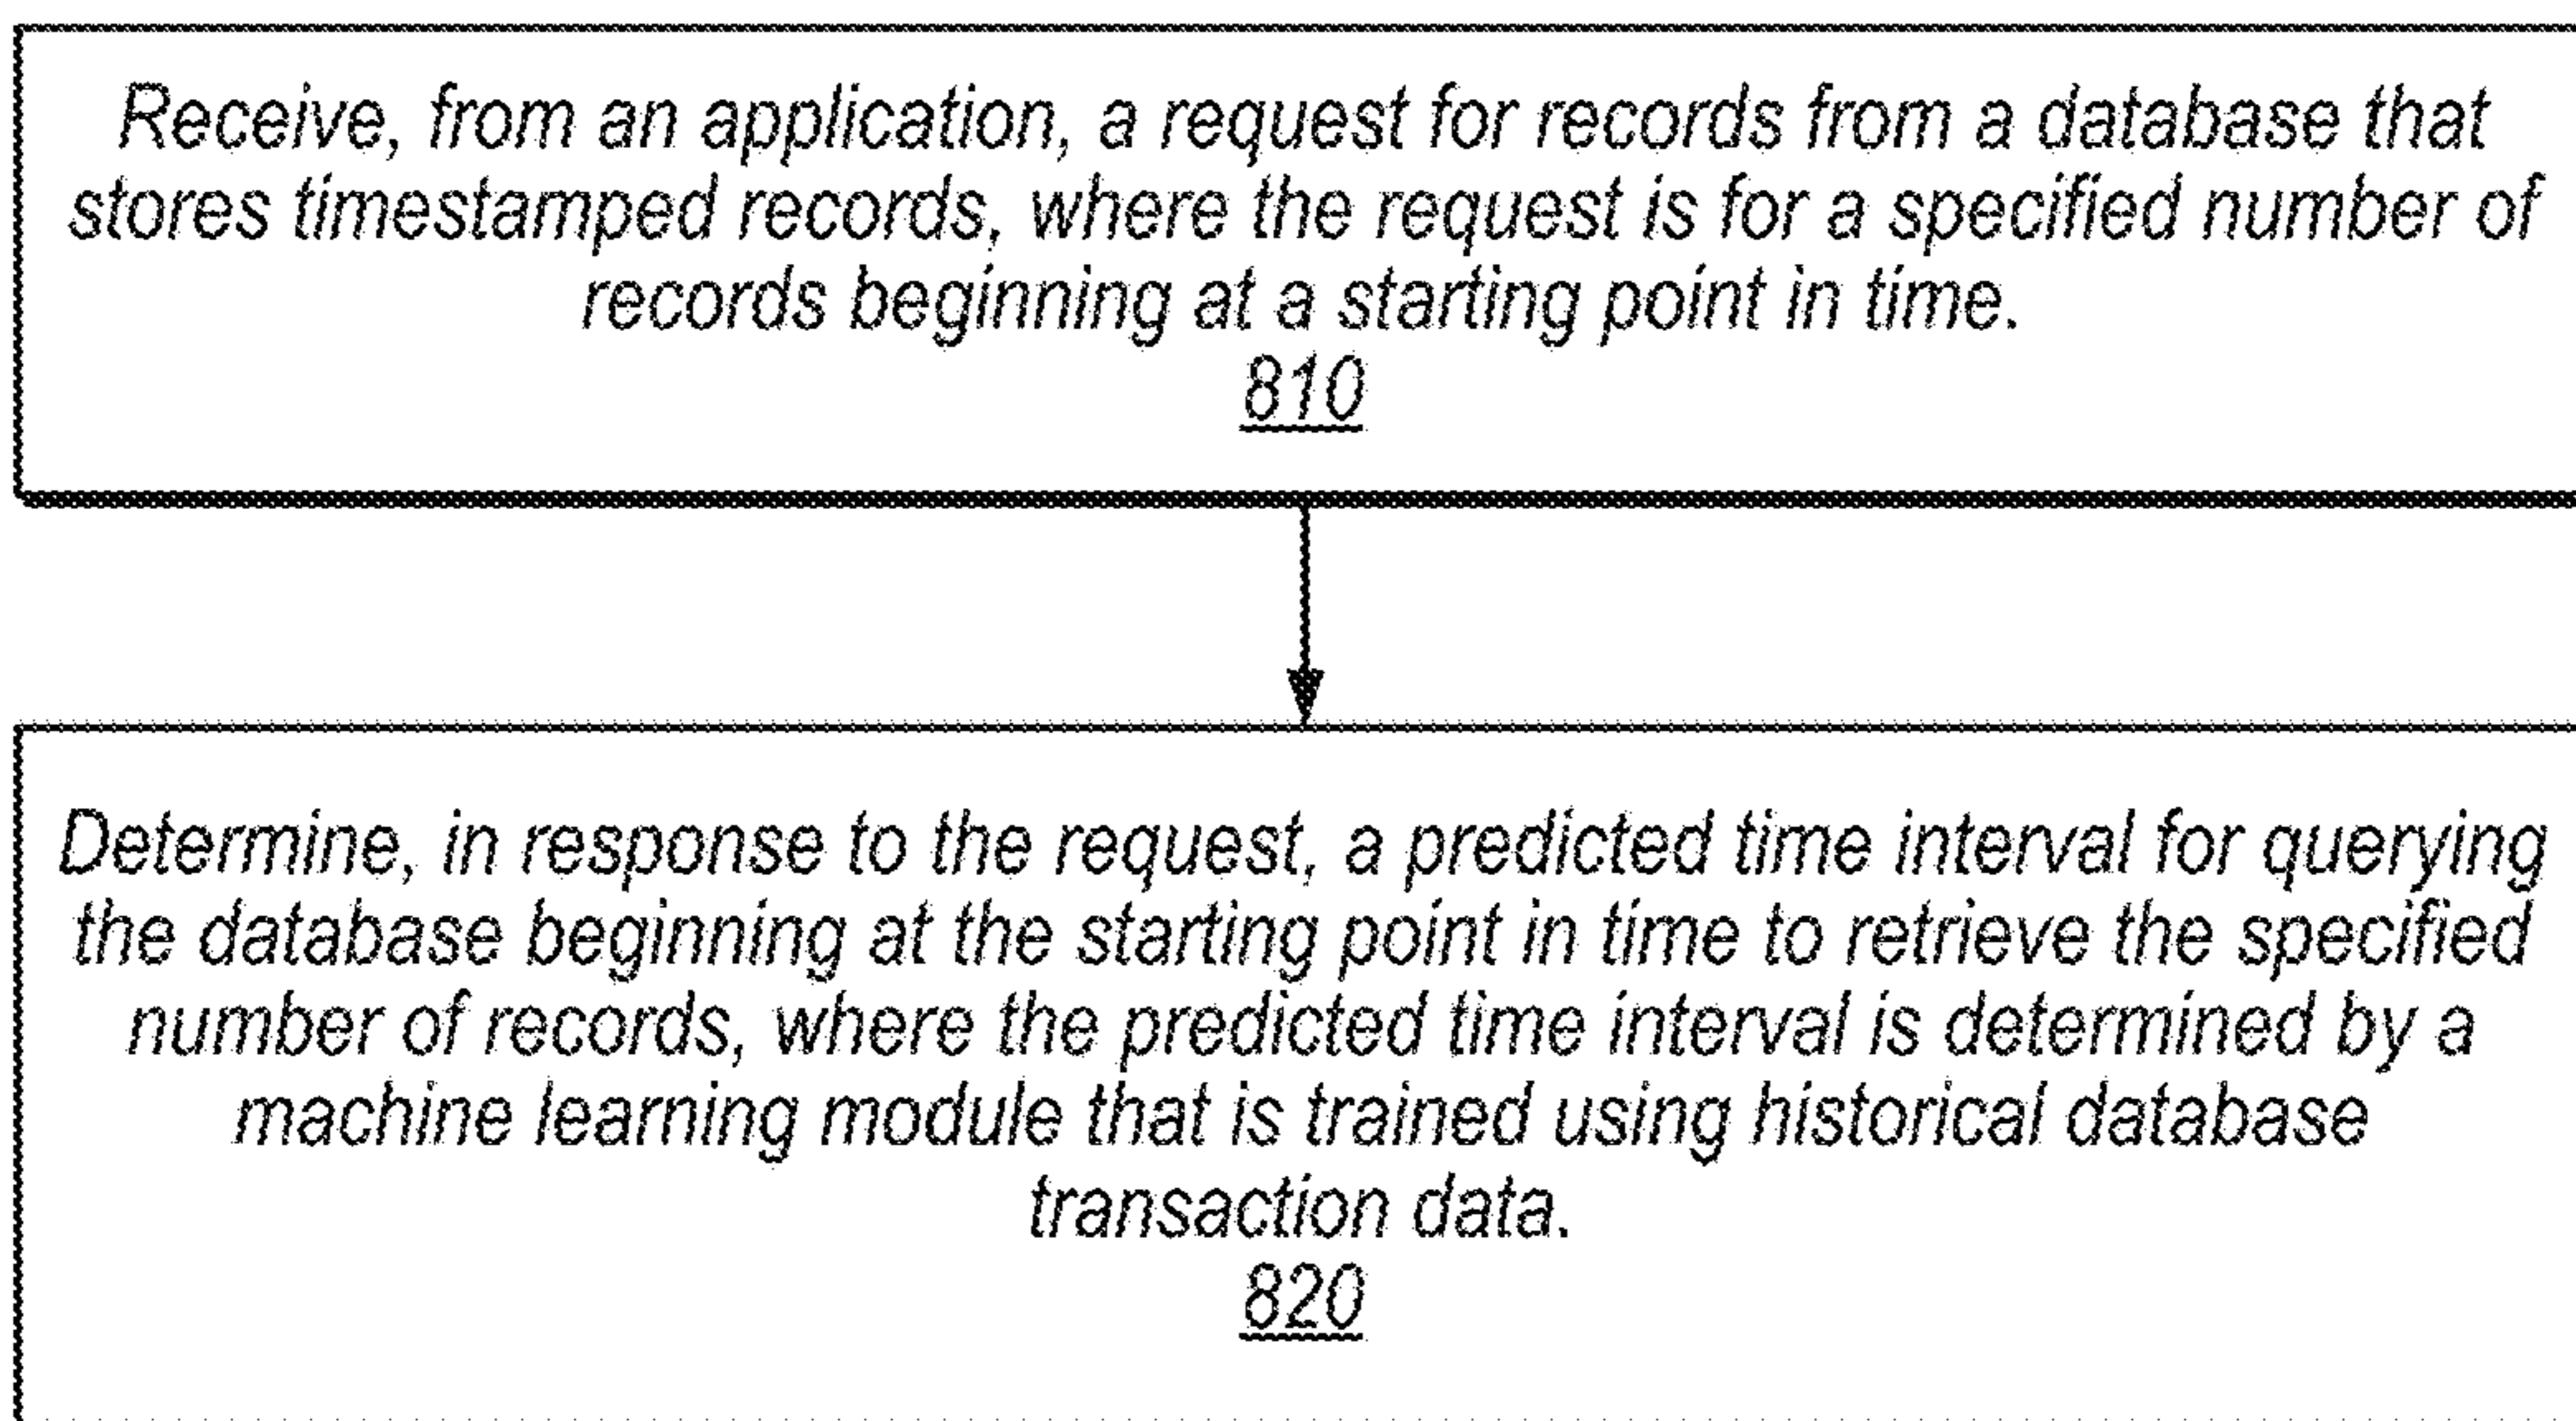 Receive, from an application, a request for records from a database that
stores timestamped records, where the request is for a specified number of
records beginning at a starting point in time.
810
Determine, in response to the request, a predicted time interval for querying
the database beginning at the starting point in time to retrieve the specified
number of records, where the predicted time interval is determined by a
machine learning module that is trained using historical database
transaction data.
820